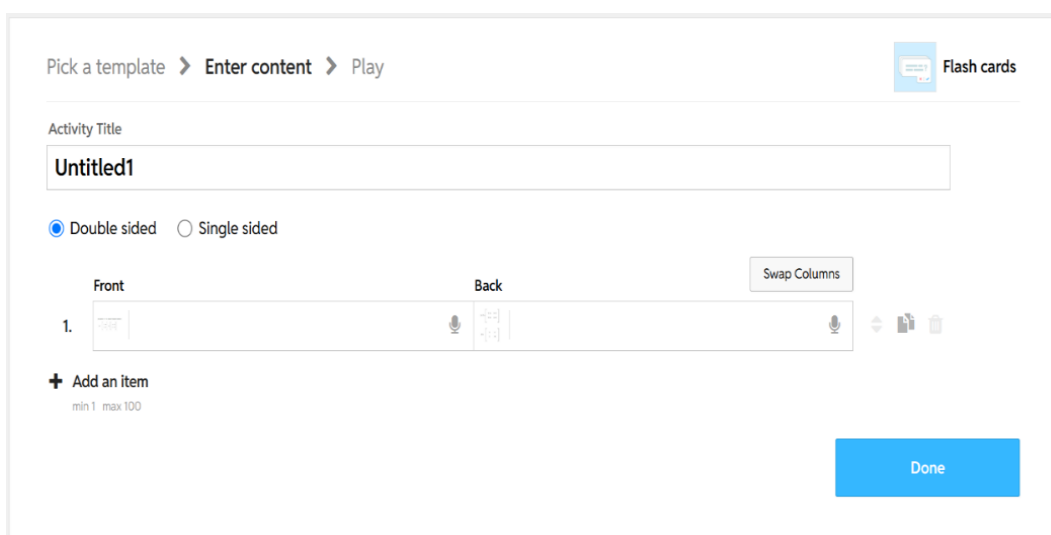 Pick a template > Enter content > Play
Flash cards
Activity Title
Untitled1
Double sided Single sided
Swap Columns
Front Back
1.
+ Add an item
min 1 max 100
Done